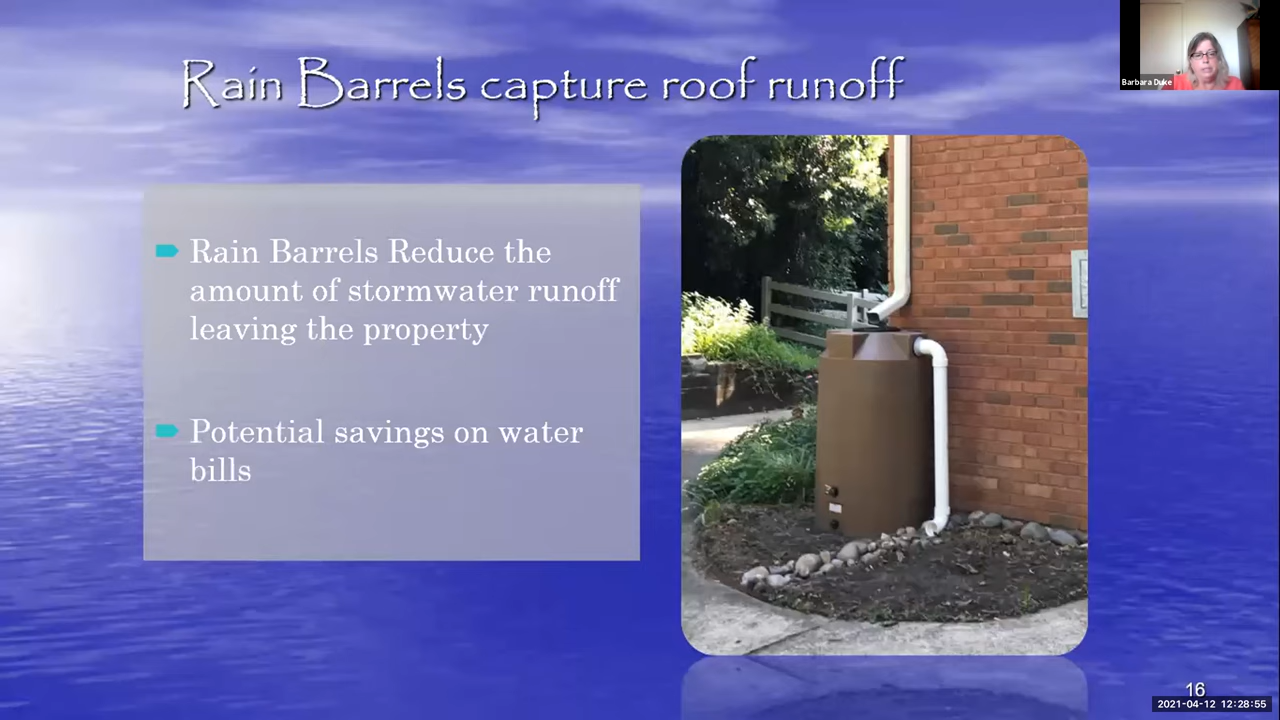 Rain Barrels capture roof runoff
Barbara Duke
Rain Barrels Reduce the
amount of stormwater runoff
leaving the property
Potential savings on water
bills
16
2021-04-12 12:28:55